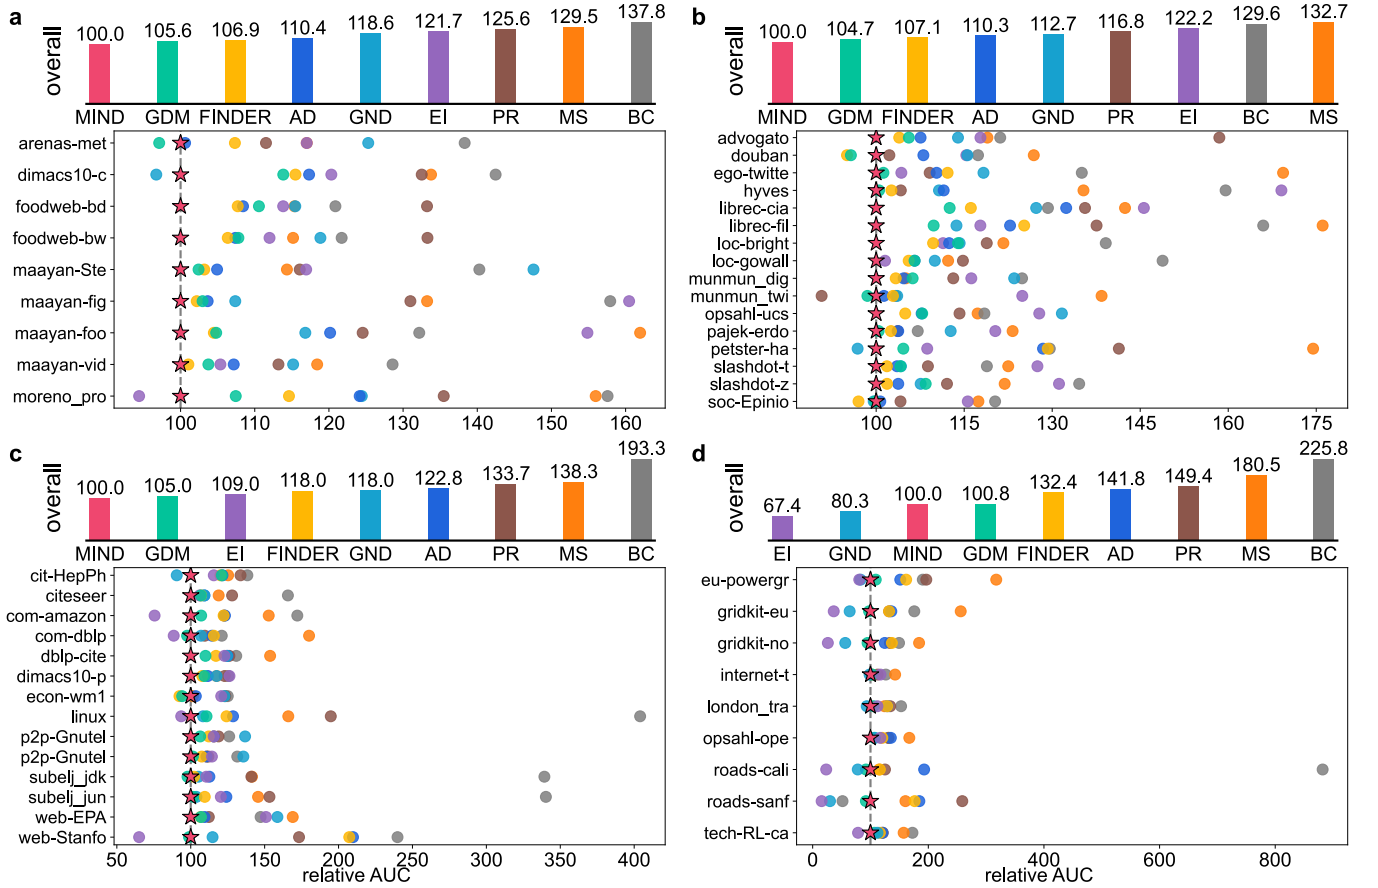 a
overall
100.0 105.6 106.9 110.4 118.6 121.7 125.6 129.5 137.8
MIND GDM FINDER AD GND EI PR MS BC
arenas-met
dimacs10-c
foodweb-bd
foodweb-bw
maayan-Ste
maayan-fig
maayan-foo
maayan-vid
moreno_pro
100 110 120 130 140 150 160
b
overall
100.0 104.7 107.1 110.3 112.7 116.8 122.2 129.6 132.7
MIND GDM FINDER AD GND PR EI BC MS
advogato
douban
ego-twitte
hyves
librec-cia
librec-fil
loc-bright
loc-gowall
munmun_dig
munmun_twi
opsahl-ucs
pajek-erdo
petster-ha
slashdot-t
slashdot-z
soc-Epinio
100 115 130 145 160 175
c
overall
100.0 105.0 109.0 118.0 118.0 122.8 133.7 138.3 193.3
MIND GDM EI FINDER GND AD PR MS BC
cit-HepPh
citeseer
com-amazon
com-dblp
dblp-cite
dimacs10-p
econ-wm1
linux
p2p-Gnutel
p2p-Gnutel
subelj_jdk
subelj_jun
web-EPA
web-Stanfo
50 100 150 200 250 300 350 400
relative AUC
d
overall
67.4 80.3 100.0 100.8 132.4 141.8 149.4 180.5 225.8
EI GND MIND GDM FINDER AD PR MS BC
eu-powergr
gridkit-eu
gridkit-no
internet-t
london_tra
opsahl-ope
roads-cali
roads-sanf
tech-RL-ca
0 200 400 600 800
relative AUC